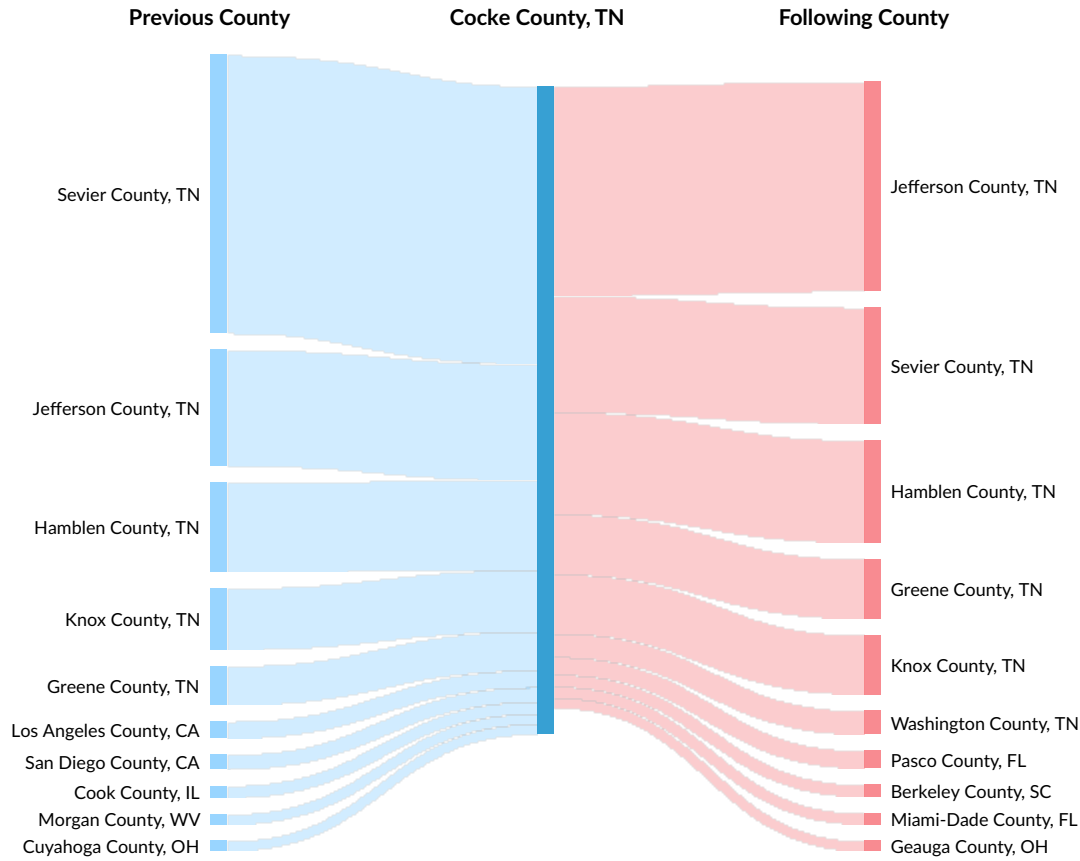 Previous County
Cocke County, TN
Following County
Sevier County, TN
Jefferson County, TN
Hamblen County, TN
Knox County, TN
Greene County, TN
Los Angeles County, CA
San Diego County, CA
Cook County, IL
Morgan County, WV
Cuyahoga County, OH
Jefferson County, TN
Sevier County, TN
Hamblen County, TN
Greene County, TN
Knox County, TN
Washington County, TN
Pasco County, FL
Berkeley County, SC
Miami-Dade County, FL
Geauga County, OH